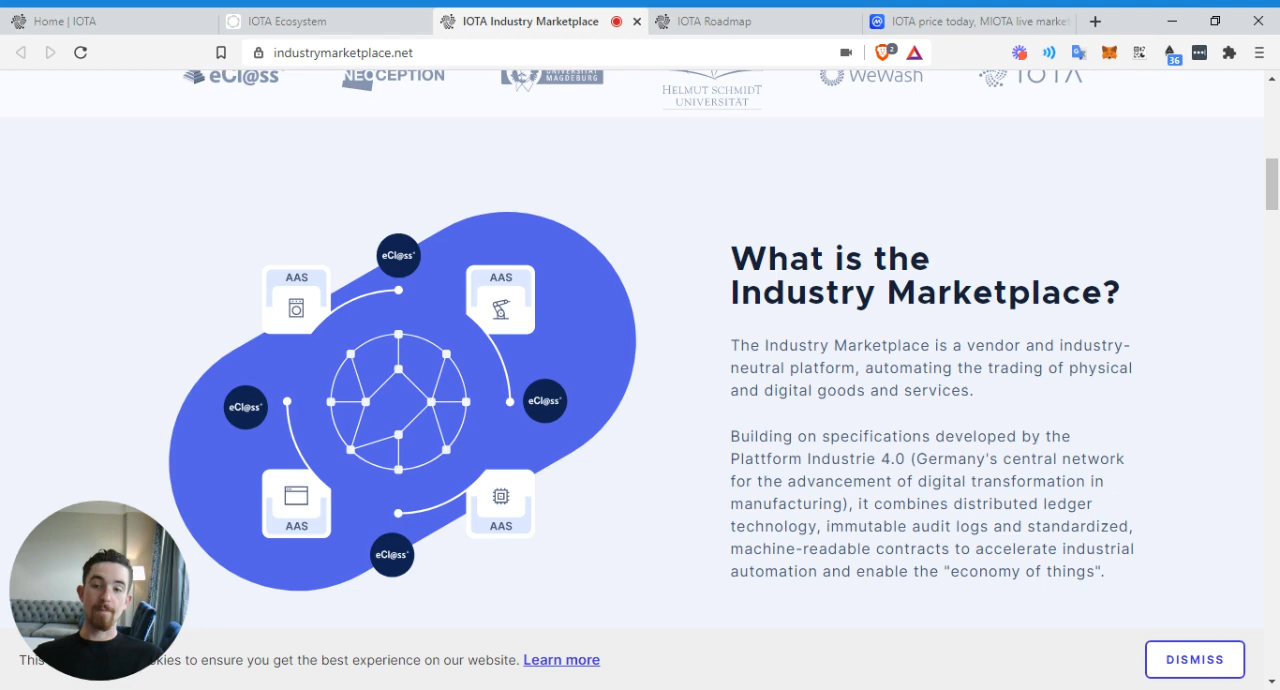 Home | IOTA
IOTA Ecosystem
IOTA Industry Marketplace
IOTA Roadmap
IOTA price today, MIOTA live market
industrymarketplace.net
2
36
eCl@ss
NEOCEPTION
UNIVERSITÄT
MAGDEBURG
HELMUT SCHMIDT
UNIVERSITÄT
WeWash
IOTA
eCl@ss
AAS
AAS
eCl@ss
eCl@ss
AAS
AAS
eCl@ss
What is the
Industry Marketplace?
The Industry Marketplace is a vendor and industry-
neutral platform, automating the trading of physical
and digital goods and services.
Building on specifications developed by the
Plattform Industrie 4.0 (Germany's central network
for the advancement of digital transformation in
manufacturing), it combines distributed ledger
technology, immutable audit logs and standardized,
machine-readable contracts to accelerate industrial
automation and enable the "economy of things".
to ensure you get the best experience on our website. Learn more
DISMISS